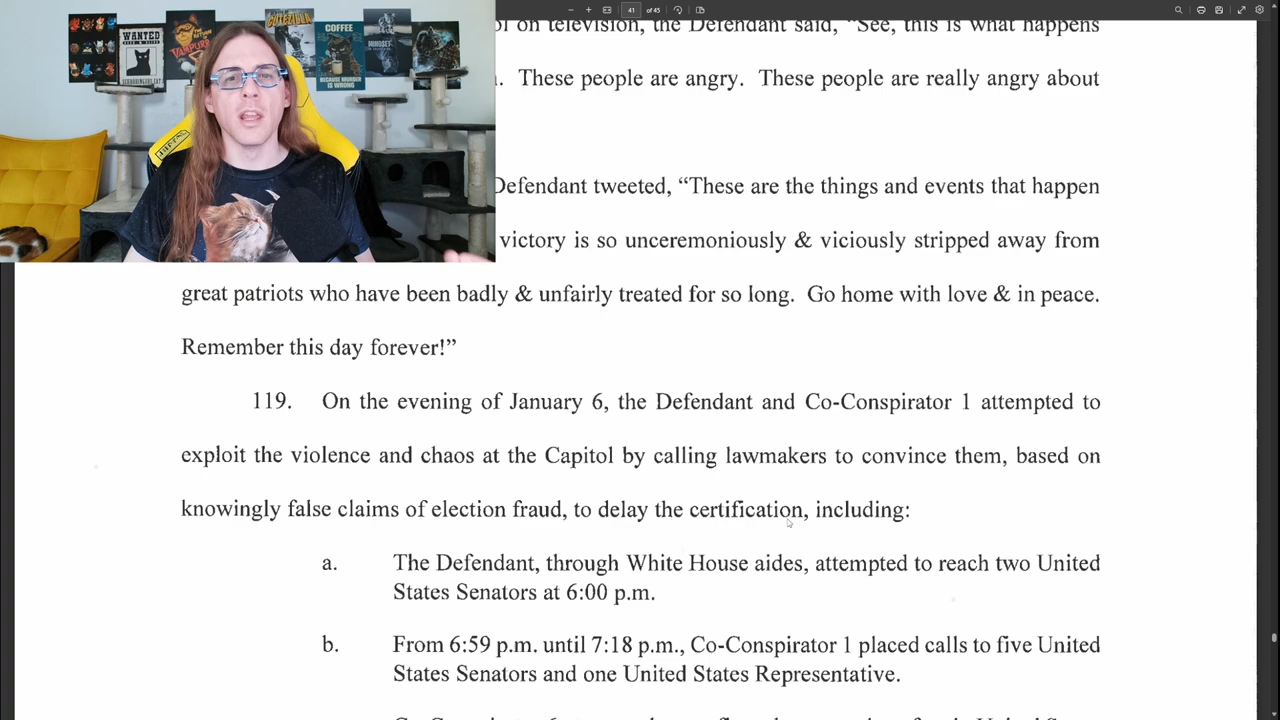 41 of 45
on television, the Defendant said, “See, this is what happens
These people are angry. These people are really angry about
Defendant tweeted, “These are the things and events that happen
victory is so unceremoniously & viciously stripped away from
great patriots who have been badly & unfairly treated for so long. Go home with love & in peace.
Remember this day forever!”
119. On the evening of January 6, the Defendant and Co-Conspirator 1 attempted to
exploit the violence and chaos at the Capitol by calling lawmakers to convince them, based on
knowingly false claims of election fraud, to delay the certification, including:
a. The Defendant, through White House aides, attempted to reach two United
States Senators at 6:00 p.m.
b. From 6:59 p.m. until 7:18 p.m., Co-Conspirator 1 placed calls to five United
States Senators and one United States Representative.
WANTED
COFFEE
BECAUSE MURDER
IS WRONG